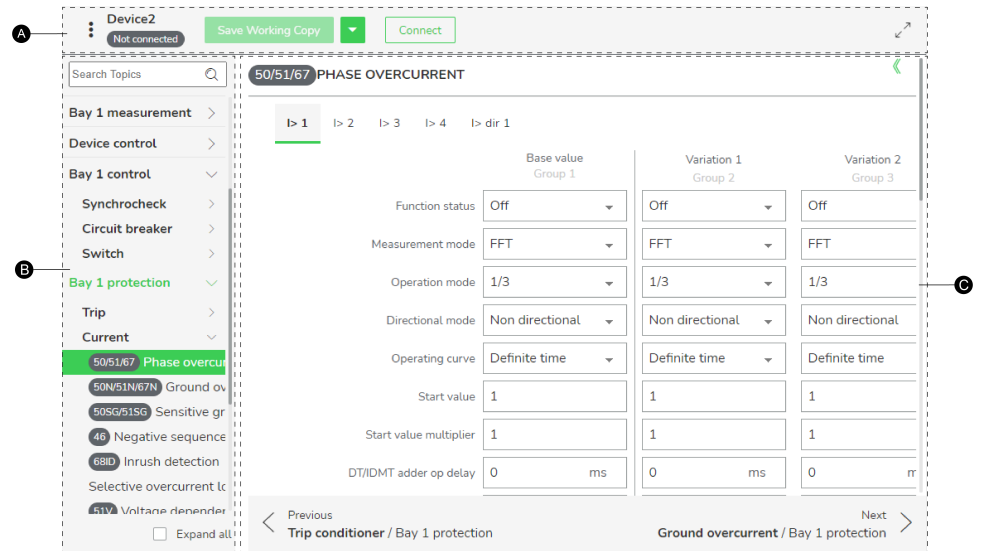 A
Device2
Not connected
Save Working Copy
Connect
B
Search Topics
Bay 1 measurement
Device control
Bay 1 control
Synchrocheck
Circuit breaker
Switch
Bay 1 protection
Trip
Current
50/51/67 Phase overcur
50N/51N/67N Ground ov
50SG/51SG Sensitive gr
46 Negative sequence
68ID Inrush detection
Selective overcurrent lo
51V Voltage depender
Expand all
C
50/51/67 PHASE OVERCURRENT
I> 1 I> 2 I> 3 I> 4 I> dir 1
Base value Variation 1 Variation 2
Group 1 Group 2 Group 3
Function status Off Off Off
Measurement mode FFT FFT FFT
Operation mode 1/3 1/3 1/3
Directional mode Non directional Non directional Non directional
Operating curve Definite time Definite time Definite time
Start value 1 1 1
Start value multiplier 1 1 1
DT/IDMT adder op delay 0 ms 0 ms 0 m
Previous
Trip conditioner / Bay 1 protection
Next
Ground overcurrent / Bay 1 protection